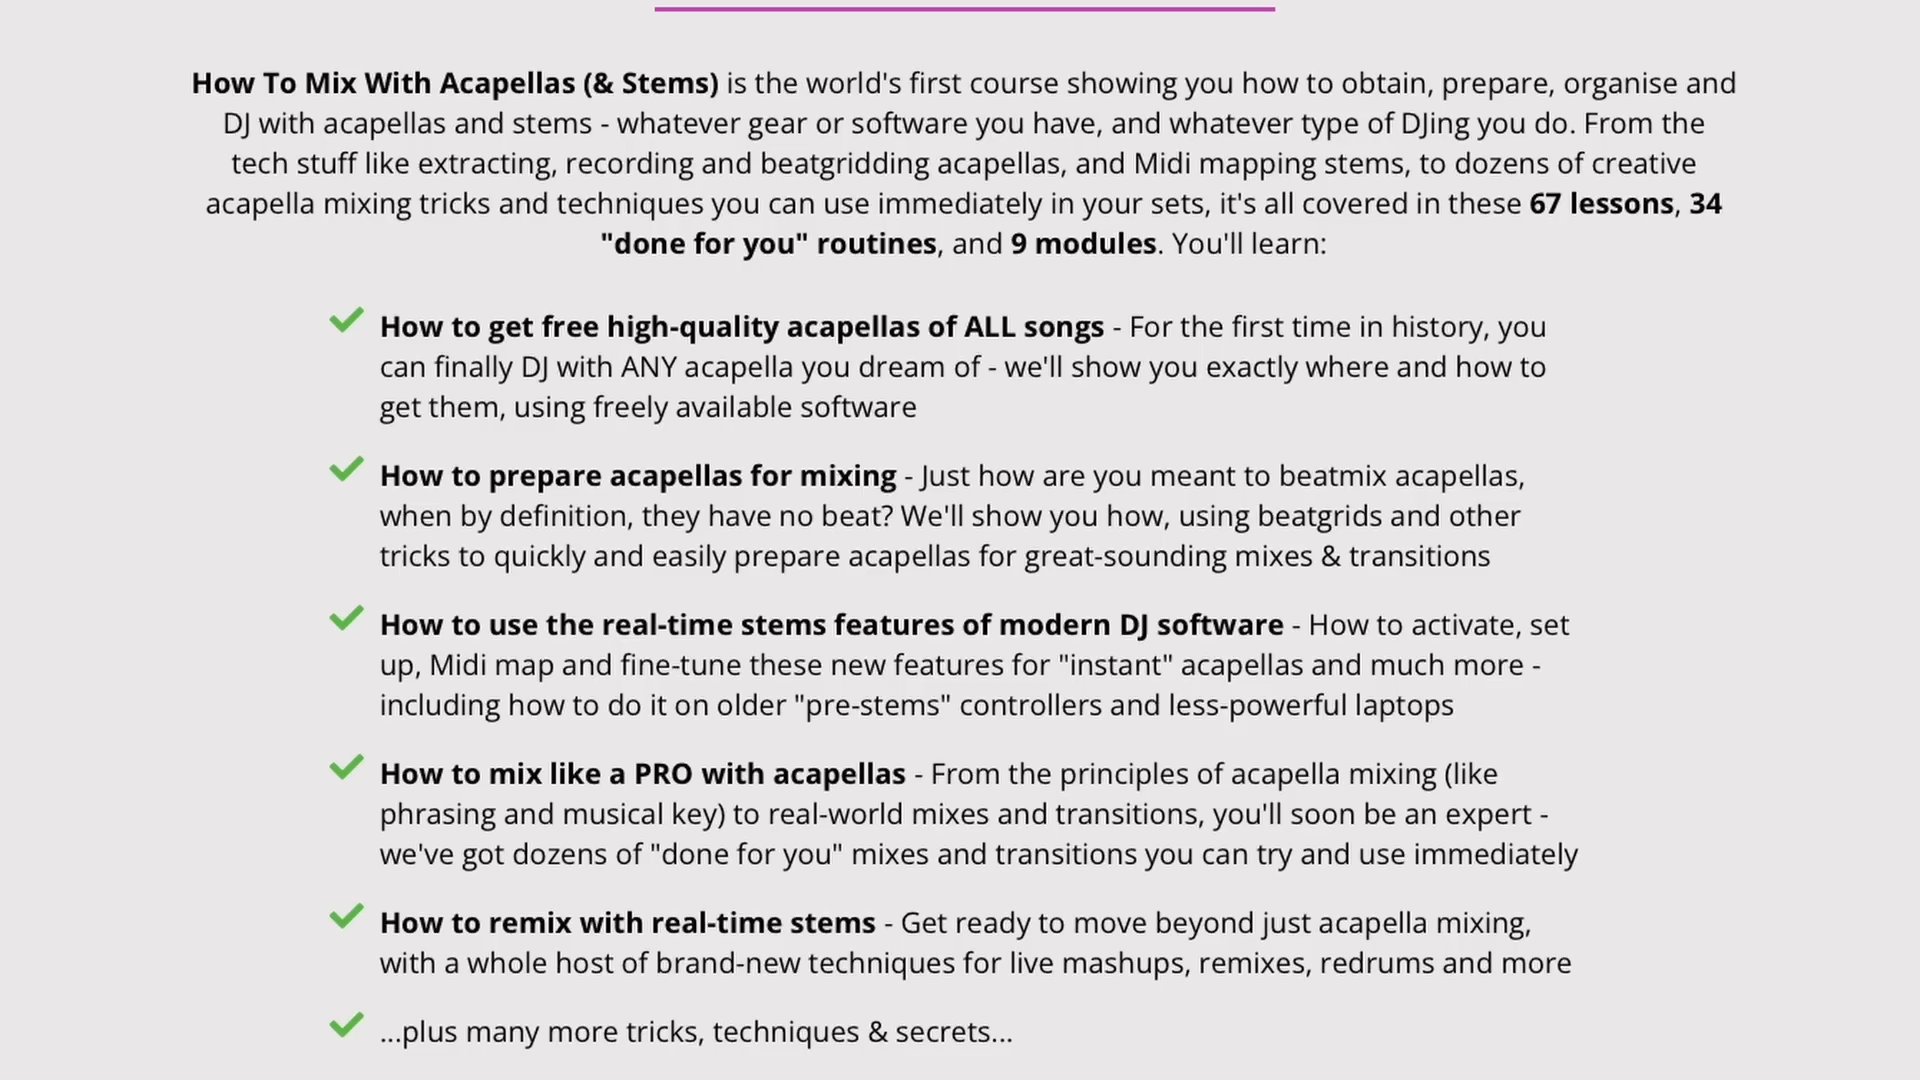 How To Mix With Acapellas (& Stems) is the world's first course showing you how to obtain, prepare, organise and
DJ with acapellas and stems - whatever gear or software you have, and whatever type of DJing you do. From the
tech stuff like extracting, recording and beatgridding acapellas, and Midi mapping stems, to dozens of creative
acapella mixing tricks and techniques you can use immediately in your sets, it's all covered in these 67 lessons, 34
"done for you" routines, and 9 modules. You'll learn:
How to get free high-quality acapellas of ALL songs - For the first time in history, you
can finally DJ with ANY acapella you dream of - we'll show you exactly where and how to
get them, using freely available software
How to prepare acapellas for mixing - Just how are you meant to beatmix acapellas,
when by definition, they have no beat? We'll show you how, using beatgrids and other
tricks to quickly and easily prepare acapellas for great-sounding mixes & transitions
How to use the real-time stems features of modern DJ software - How to activate, set
up, Midi map and fine-tune these new features for "instant" acapellas and much more -
including how to do it on older "pre-stems" controllers and less-powerful laptops
How to mix like a PRO with acapellas - From the principles of acapella mixing (like
phrasing and musical key) to real-world mixes and transitions, you'll soon be an expert -
we've got dozens of "done for you" mixes and transitions you can try and use immediately
How to remix with real-time stems - Get ready to move beyond just acapella mixing,
with a whole host of brand-new techniques for live mashups, remixes, redrums and more
...plus many more tricks, techniques & secrets...